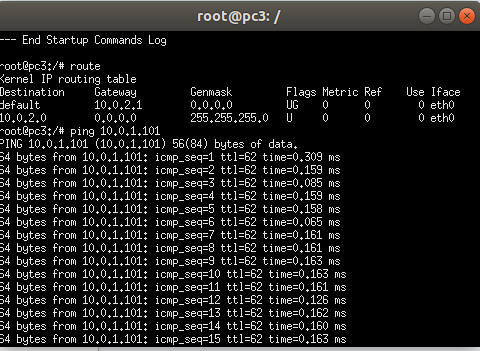 root@pc3: /
--- End Startup Commands Log
root@pc3:/# route
Kernel IP routing table
Destination Gateway Genmask Flags Metric Ref Use Iface
default 10.0.2.1 0.0.0.0 UG 0 0 0 eth0
10.0.2.0 0.0.0.0 255.255.255.0 U 0 0 0 eth0
root@pc3:/# ping 10.0.1.101
PING 10.0.1.101 (10.0.1.101) 56(84) bytes of data.
64 bytes from 10.0.1.101: icmp_seq=1 ttl=62 time=0.309 ms
64 bytes from 10.0.1.101: icmp_seq=2 ttl=62 time=0.159 ms
64 bytes from 10.0.1.101: icmp_seq=3 ttl=62 time=0.085 ms
64 bytes from 10.0.1.101: icmp_seq=4 ttl=62 time=0.159 ms
64 bytes from 10.0.1.101: icmp_seq=5 ttl=62 time=0.158 ms
64 bytes from 10.0.1.101: icmp_seq=6 ttl=62 time=0.065 ms
64 bytes from 10.0.1.101: icmp_seq=7 ttl=62 time=0.161 ms
64 bytes from 10.0.1.101: icmp_seq=8 ttl=62 time=0.161 ms
64 bytes from 10.0.1.101: icmp_seq=9 ttl=62 time=0.163 ms
64 bytes from 10.0.1.101: icmp_seq=10 ttl=62 time=0.163 ms
64 bytes from 10.0.1.101: icmp_seq=11 ttl=62 time=0.161 ms
64 bytes from 10.0.1.101: icmp_seq=12 ttl=62 time=0.126 ms
64 bytes from 10.0.1.101: icmp_seq=13 ttl=62 time=0.162 ms
64 bytes from 10.0.1.101: icmp_seq=14 ttl=62 time=0.160 ms
64 bytes from 10.0.1.101: icmp_seq=15 ttl=62 time=0.163 ms